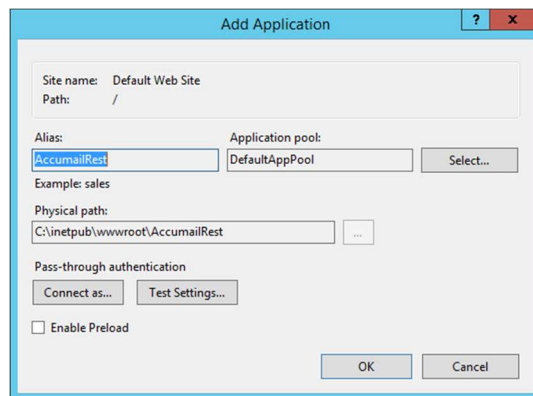 Add Application
? x
Site name: Default Web Site
Path: /
Alias: Application pool:
AccumailRest DefaultAppPool Select...
Example: sales
Physical path:
C:\inetpub\wwwroot\AccumailRest ...
Pass-through authentication
Connect as... Test Settings...
Enable Preload
OK Cancel